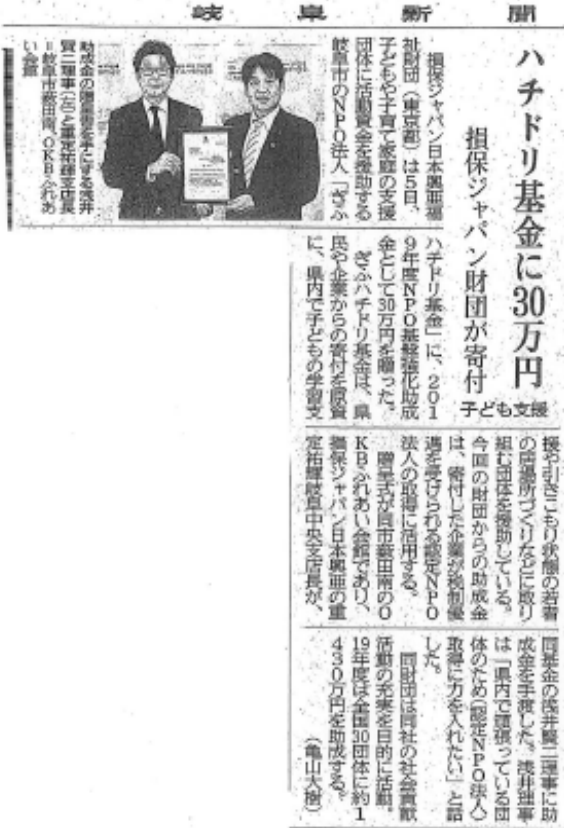 岐阜新聞
ハチドリ基金に30万円
損保ジャパン財団が寄付
子ども支援
損保ジャパン日本興亜福
祉財団（東京都）は5日、
子どもや子育て家庭の支援
団体に活動資金を援助する
岐阜市のNPO法人「ぎふ
ハチドリ基金」に、201
9年度NPO基盤強化助成
金として30万円を贈った。
ぎふハチドリ基金は、県
民や企業からの寄付を原資
に、県内で子どもの学習支
援や引きこもり状態の若者
の居場所づくりなどに取り
組む団体を援助している。
今回の財団からの助成金
は、寄付した企業が税制優
遇を受けられる認定NPO
法人の取得に活用する。
贈呈式が同市薮田南のO
KBふれあい会館であり、
損保ジャパン日本興亜の重
定祐輝岐阜中央支店長が、
同基金の浅井賢二理事に助
成金を手渡した。浅井理事
は「県内で頑張っている団
体のため（認定NPO法人）
取得に力を入れたい」と話
した。
同財団は同社の社会貢献
活動の充実を目的に活動。
19年度は全国30団体に約1
430万円を助成する。
（亀山大樹）
助成金の贈呈書を手にする浅井
賢二理事（左）と重定祐輝支店長
＝岐阜市薮田南、OKBふれあ
い会館